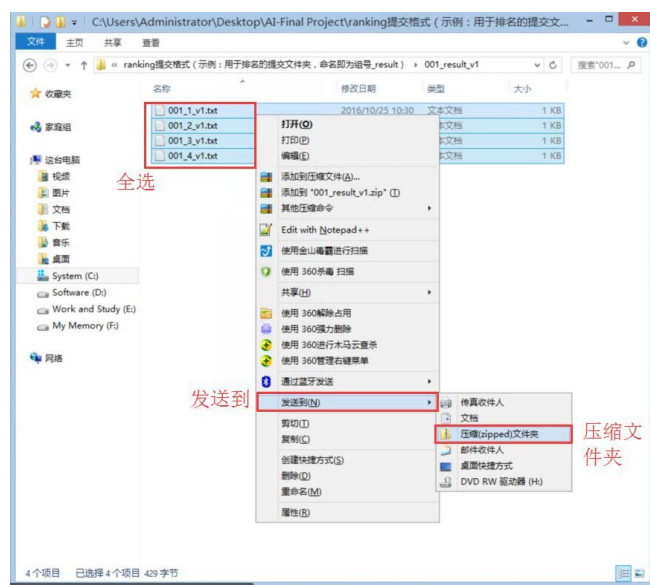 C:\Users\Administrator\Desktop\AI-Final Project\ranking提交格式（示例：用于排名的提交文...
文件 主页 共享 查看
« ranking提交格式（示例：用于排名的提交文件夹，命名即为组号_result） 001_result_v1 搜索"001...
名称 修改日期 类型 大小
收藏夹
001_1_v1.txt 2016/10/25 10:30 文本文档 1 KB
001_2_v1.txt 本文档 1 KB
001_3_v1.txt 本文档 1 KB
001_4_v1.txt 本文档 1 KB
家庭组
这台电脑
视频
图片
文档
下载
音乐
桌面
System (C:)
Software (D:)
Work and Study (E:)
My Memory (F:)
网络
全选
打开(O)
打印(P)
编辑(E)
添加到压缩文件(A)...
添加到 "001_result_v1.zip" (T)
其他压缩命令
Edit with Notepad++
使用金山毒霸进行扫描
使用 360杀毒 扫描
共享(H)
使用 360解除占用
使用 360强力删除
使用 360进行木马云查杀
使用 360管理右键菜单
通过蓝牙发送
发送到
发送到(N)
剪切(T)
复制(C)
创建快捷方式(S)
删除(D)
重命名(M)
属性(R)
传真收件人
文档
压缩(zipped)文件夹
邮件收件人
桌面快捷方式
DVD RW 驱动器 (H:)
压缩文
件夹
4个项目 已选择 4 个项目 429 字节